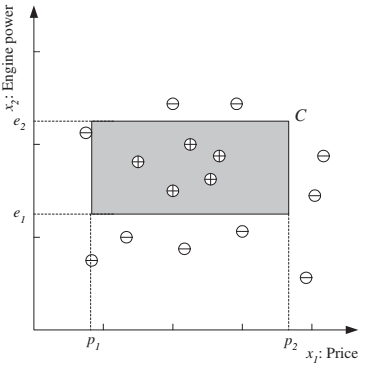 x₂: Engine power
e₂
C
e₁
p₁
p₂
x₁: Price